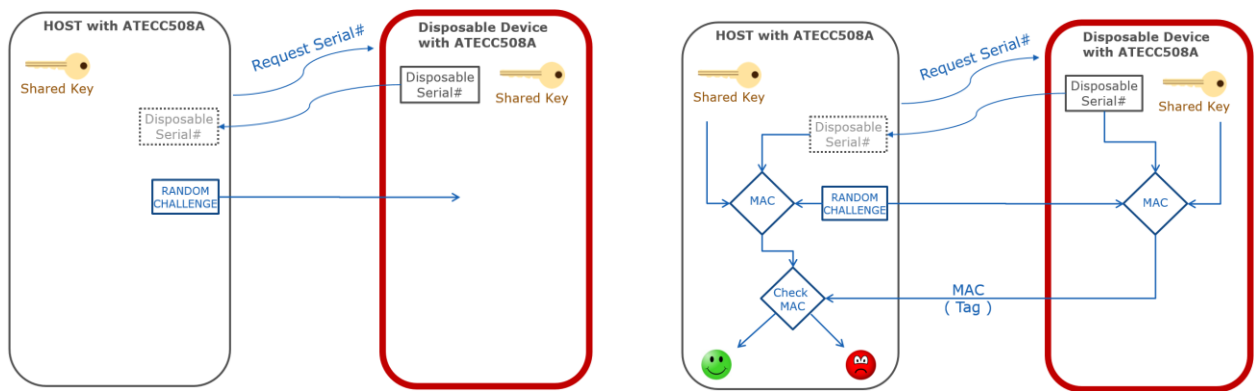 HOST with ATECC508A
Shared Key
Request Serial#
Disposable
Serial#
RANDOM
CHALLENGE
Disposable Device
with ATECC508A
Disposable
Serial#
Shared Key
HOST with ATECC508A
Shared Key
Request Serial#
Disposable
Serial#
MAC
RANDOM
CHALLENGE
Check
MAC
MAC
( Tag )
Disposable Device
with ATECC508A
Disposable
Serial#
Shared Key
MAC